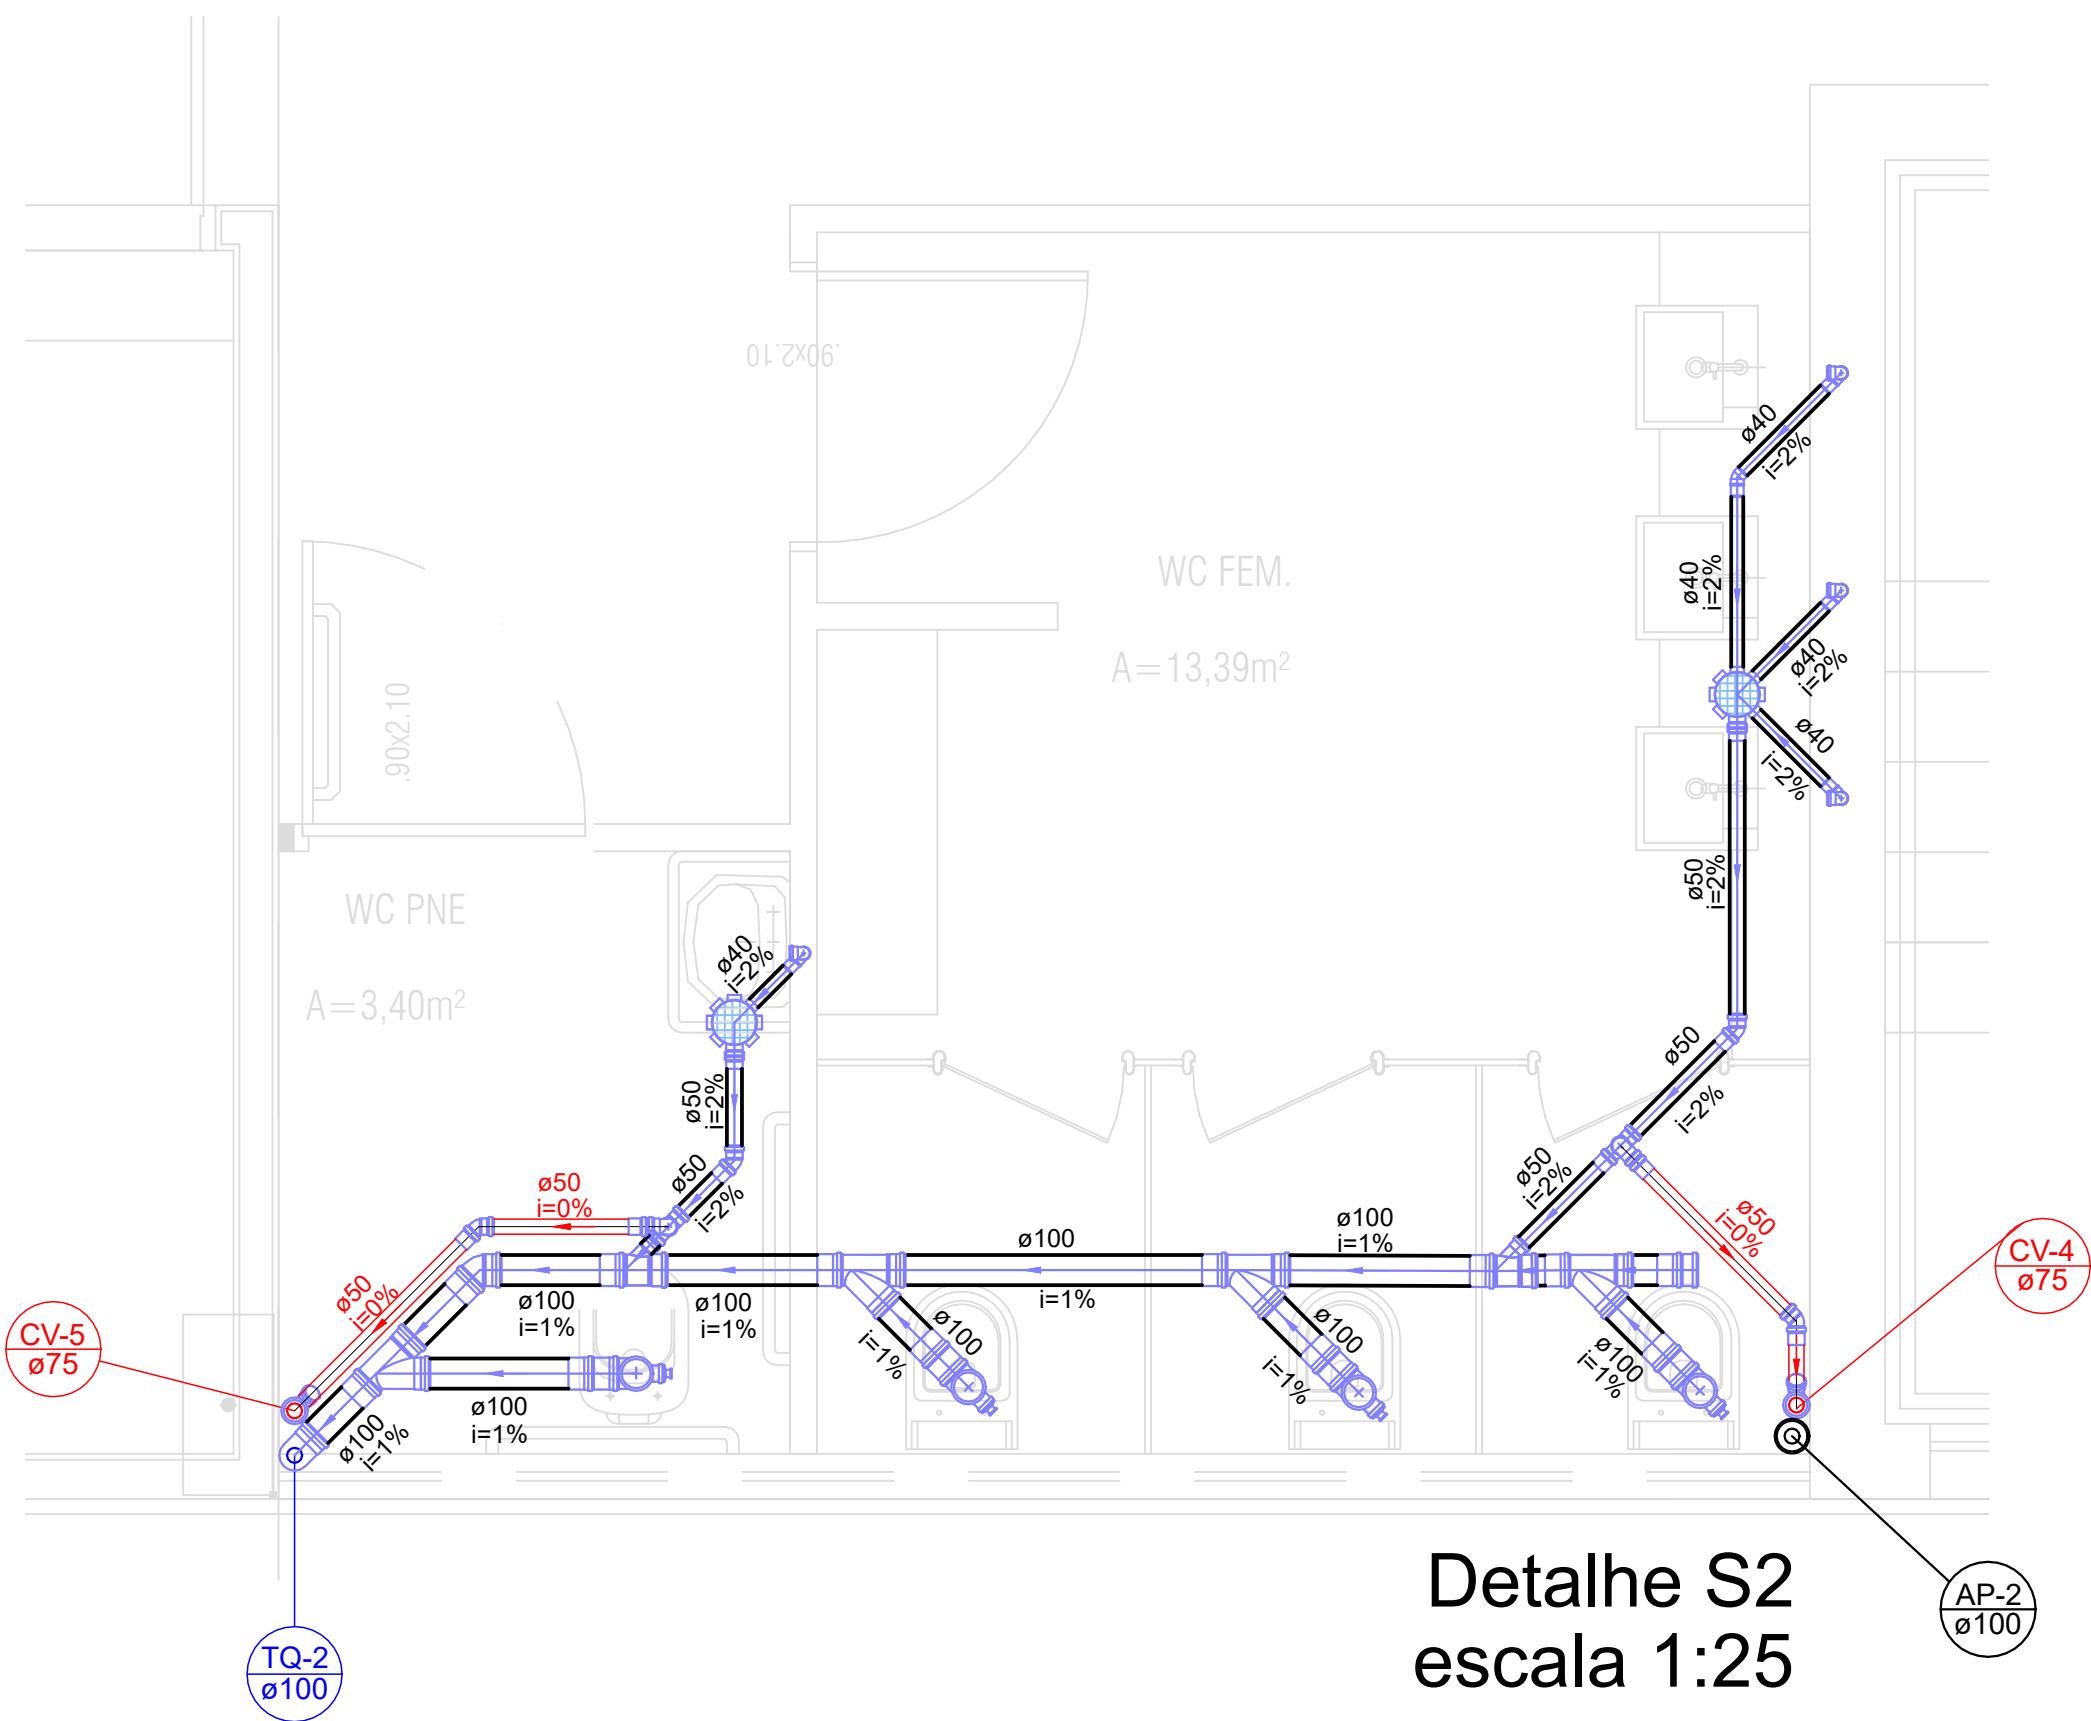 .90x2.10
ø40
i=2%
WC FEM.
A=13,39m²
ø40
i=2%
ø40
i=2%
ø40
i=2%
.90x2.10
ø50
i=2%
WC PNE
A=3,40m²
ø40
i=2%
ø50
i=2%
ø50
i=2%
ø50
i=2%
ø50
i=2%
ø50
i=0%
ø50
i=0%
ø100
i=1%
ø100
i=1%
CV-4
ø75
ø50
i=0%
ø100
i=1%
ø100
i=1%
ø100
i=1%
ø100
i=1%
ø100
i=1%
CV-5
ø75
ø100
i=1%
ø100
i=1%
Detalhe S2
escala 1:25
AP-2
ø100
TQ-2
ø100